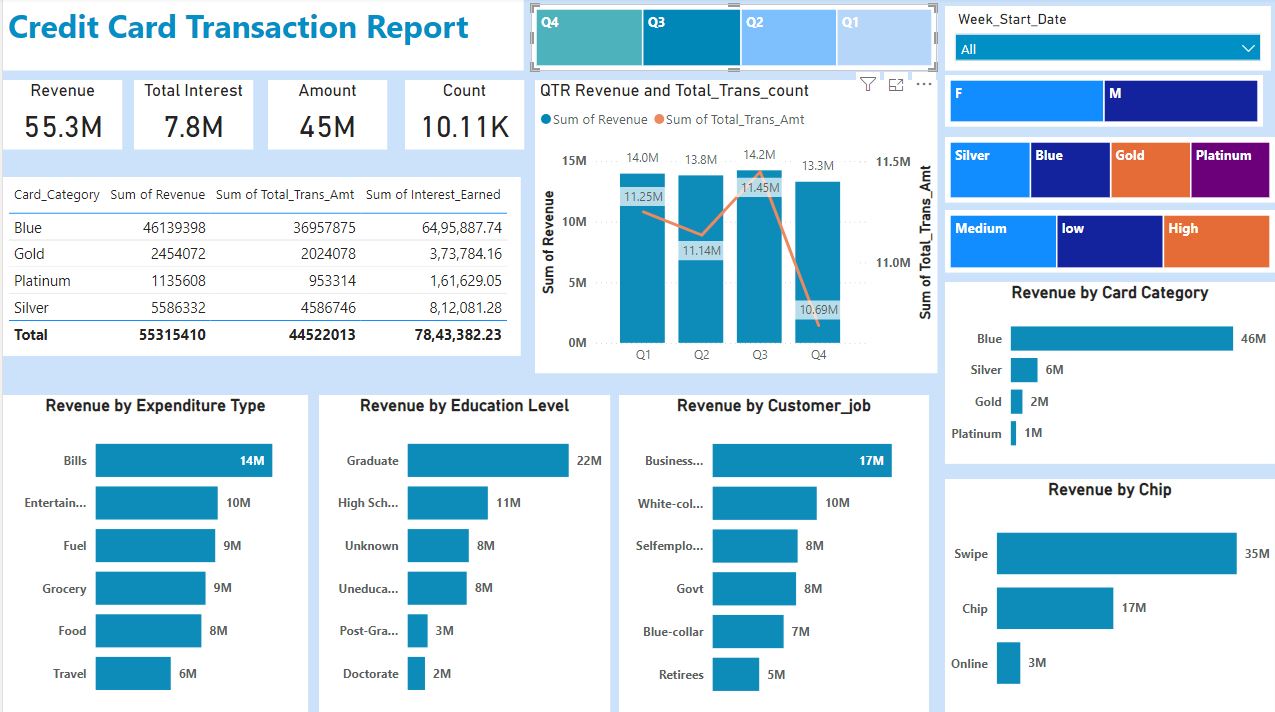 Credit Card Transaction Report
Q4 Q3 Q2 Q1
Week_Start_Date
All
Revenue
55.3M
Total Interest
7.8M
Amount
45M
Count
10.11K
F M
Silver Blue Gold Platinum
Medium low High
Card_Category Sum of Revenue Sum of Total_Trans_Amt Sum of Interest_Earned
Blue 46139398 36957875 64,95,887.74
Gold 2454072 2024078 3,73,784.16
Platinum 1135608 953314 1,61,629.05
Silver 5586332 4586746 8,12,081.28
Total 55315410 44522013 78,43,382.23
QTR Revenue and Total_Trans_count
Sum of Revenue Sum of Total_Trans_Amt
Sum of Revenue
15M
10M
5M
0M
14.0M 13.8M 14.2M 13.3M
11.25M 11.14M 11.45M 10.69M
Q1 Q2 Q3 Q4
11.5M
11.0M
Sum of Total_Trans_Amt
Revenue by Card Category
Blue 46M
Silver 6M
Gold 2M
Platinum 1M
Revenue by Expenditure Type
Bills 14M
Entertain... 10M
Fuel 9M
Grocery 9M
Food 8M
Travel 6M
Revenue by Education Level
Graduate 22M
High Sch... 11M
Unknown 8M
Uneduca... 8M
Post-Gra... 3M
Doctorate 2M
Revenue by Customer_job
Business... 17M
White-col... 10M
Selfemplo... 8M
Govt 8M
Blue-collar 7M
Retirees 5M
Revenue by Chip
Swipe 35M
Chip 17M
Online 3M